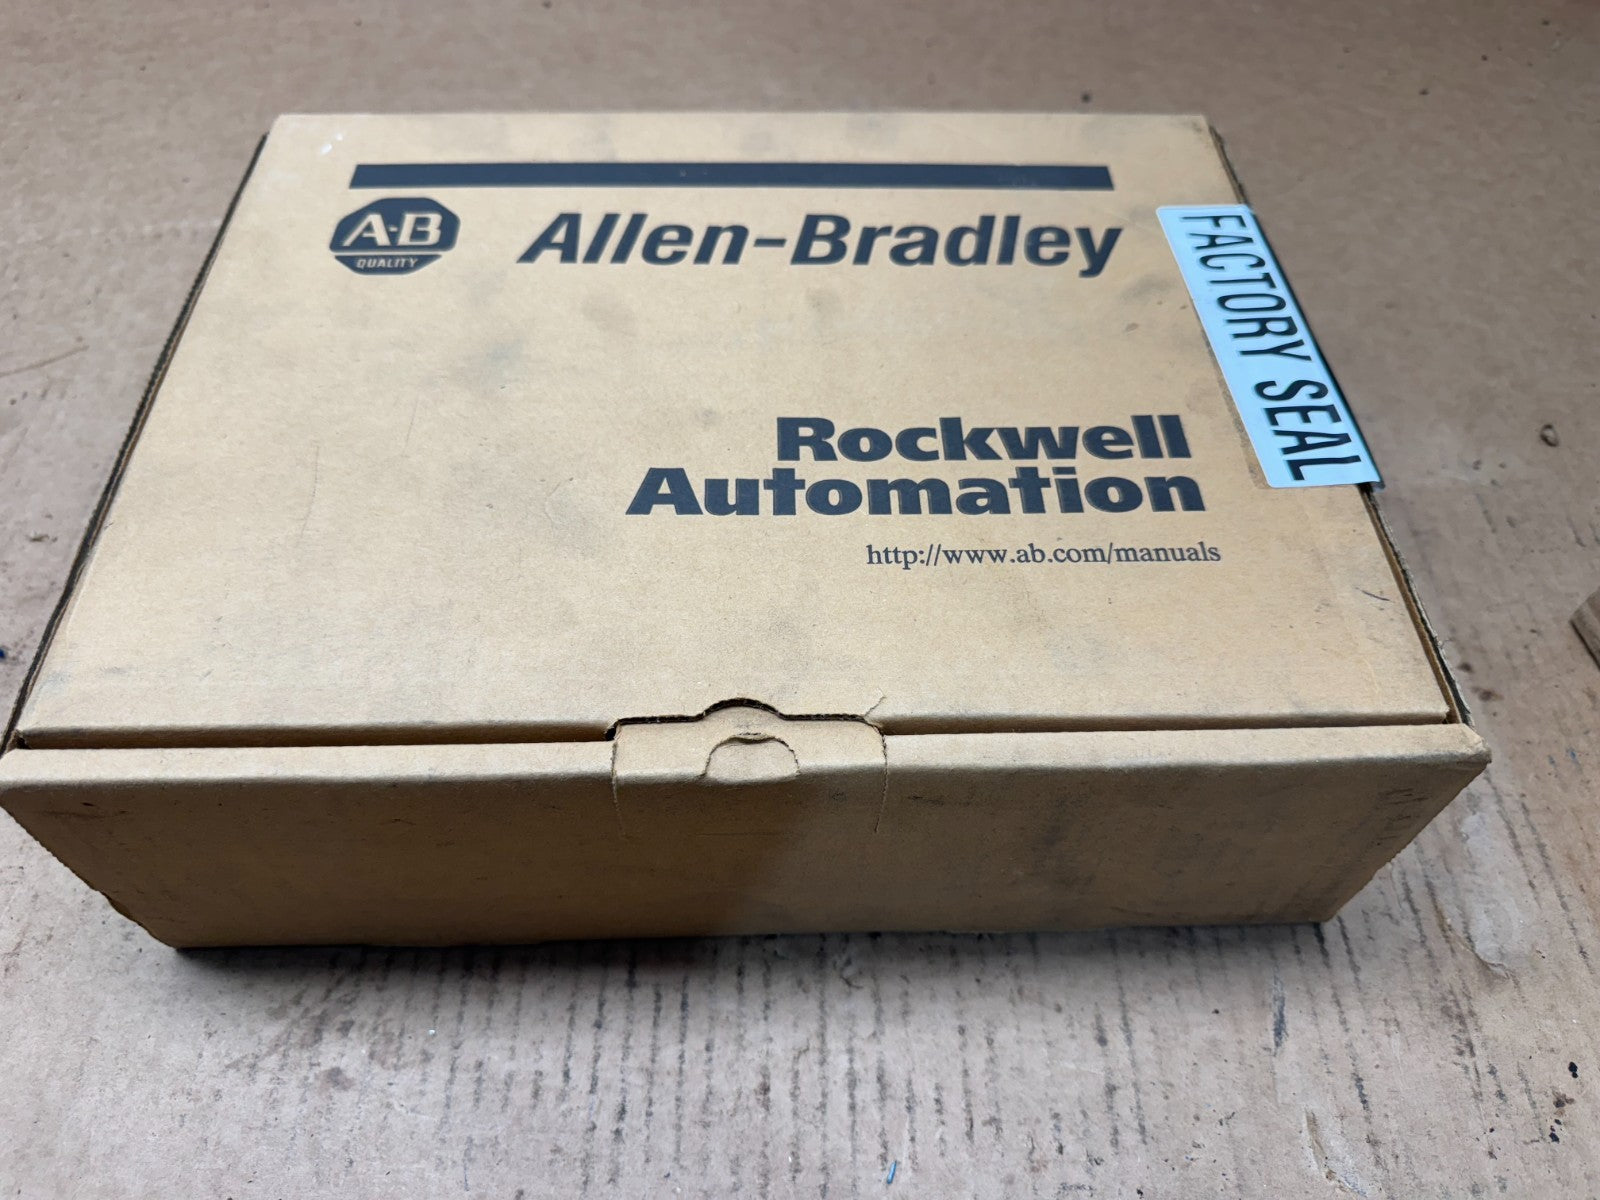 A-B
QUALITY
Allen-Bradley
FACTORY SEAL
Rockwell
Automation
http://www.ab.com/manuals